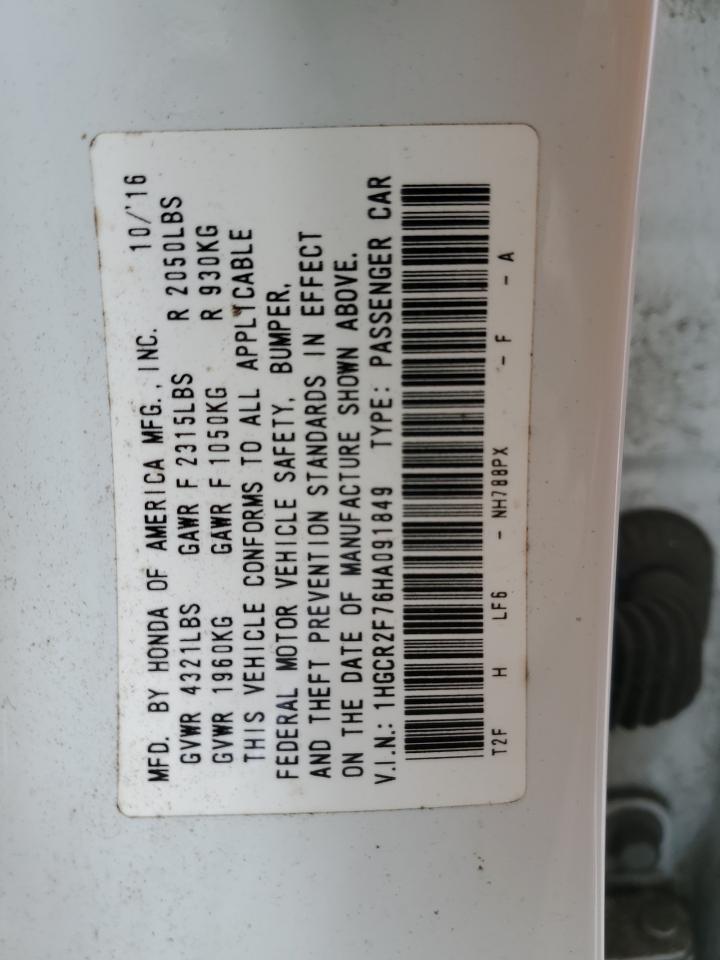 MFD. BY HONDA OF AMERICA MFG., INC. 10/'16
GVWR 4321LBS GAWR F 2315LBS R 2050LBS
GVWR 1960KG GAWR F 1050KG R 930KG
THIS VEHICLE CONFORMS TO ALL APPLICABLE
FEDERAL MOTOR VEHICLE SAFETY, BUMPER,
AND THEFT PREVENTION STANDARDS IN EFFECT
ON THE DATE OF MANUFACTURE SHOWN ABOVE.
V.I.N.: 1HGCR2F76HA091849 TYPE: PASSENGER CAR
T2F H LF6 - NH788PX - F - A